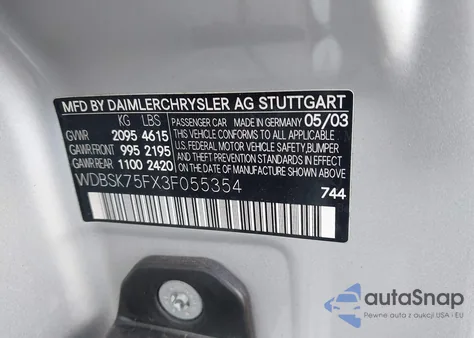 MFD BY DAIMLERCHRYSLER AG STUTTGART
KG LBS PASSENGER CAR MADE IN GERMANY 05/03
GVWR 2095 4615 THIS VEHICLE CONFORMS TO ALL APPLICABLE
GAWR FRONT 995 2195 U.S. FEDERAL MOTOR VEHICLE SAFETY, BUMPER
GAWR REAR 1100 2420 AND THEFT PREVENTION STANDARDS IN
EFFECT ON THE DATE OF MANUFACTURE SHOWN ABOVE
WDBSK75FX3F055354 744
autoSnap
Pewne auta z aukcji USA i EU